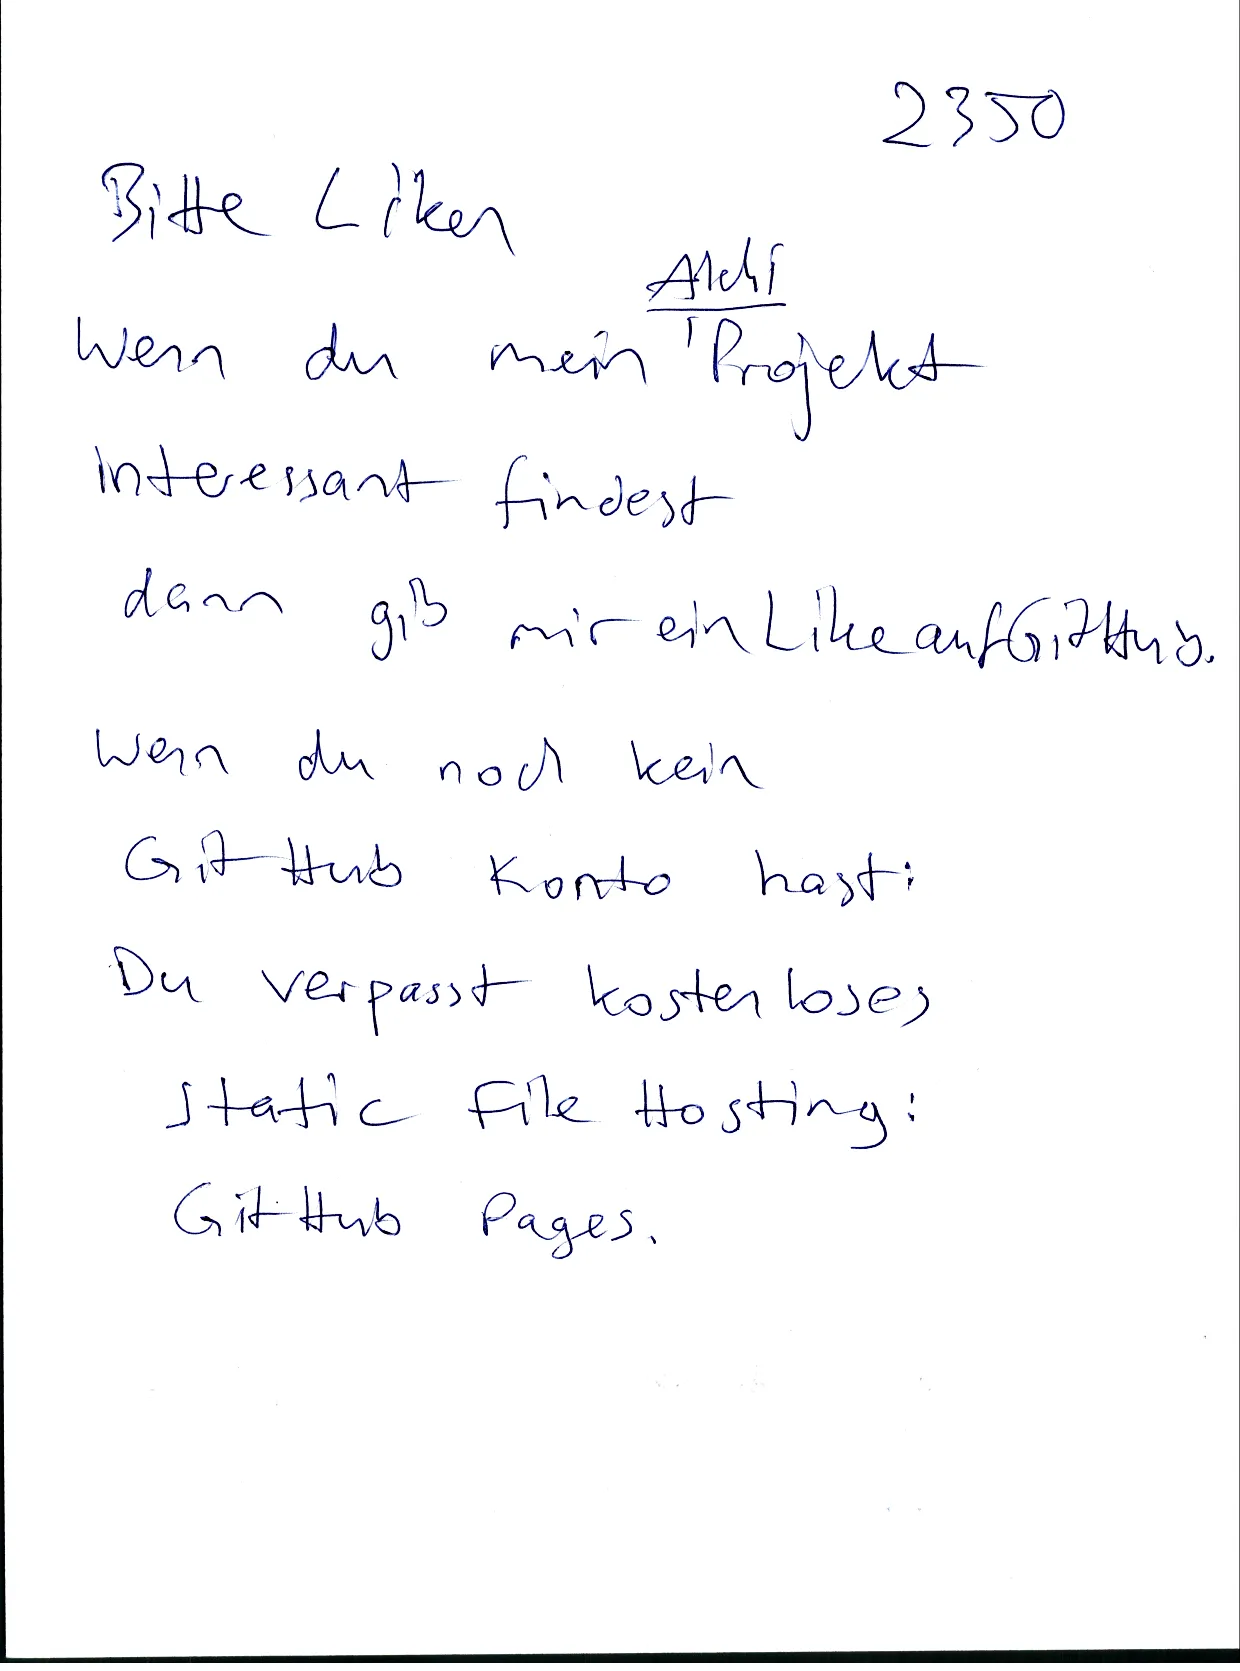 2350
Bitte Liken
Wenn du mein Projekt
interessant findest
dann gib mir ein Like auf GitHub.
Wenn du noch kein
GitHub Konto hast:
Du verpasst kostenloses
static File Hosting:
GitHub Pages.